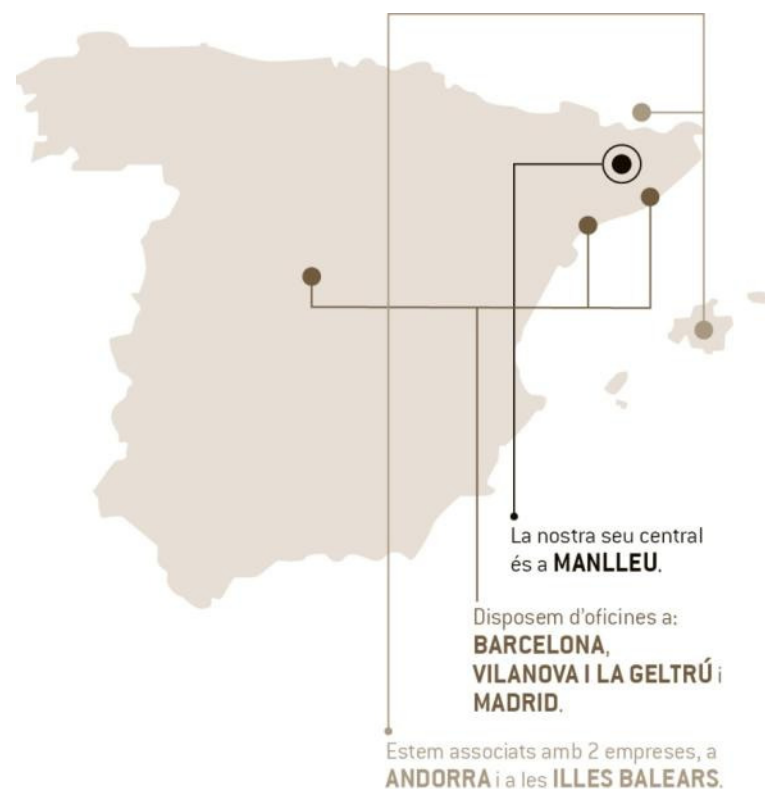 La nostra seu central
és a MANLLEU.
Disposem d'oficines a:
BARCELONA,
VILANOVA I LA GELTRÚ i
MADRID.
Estem associats amb 2 empreses, a
ANDORRA i a les ILLES BALEARS.